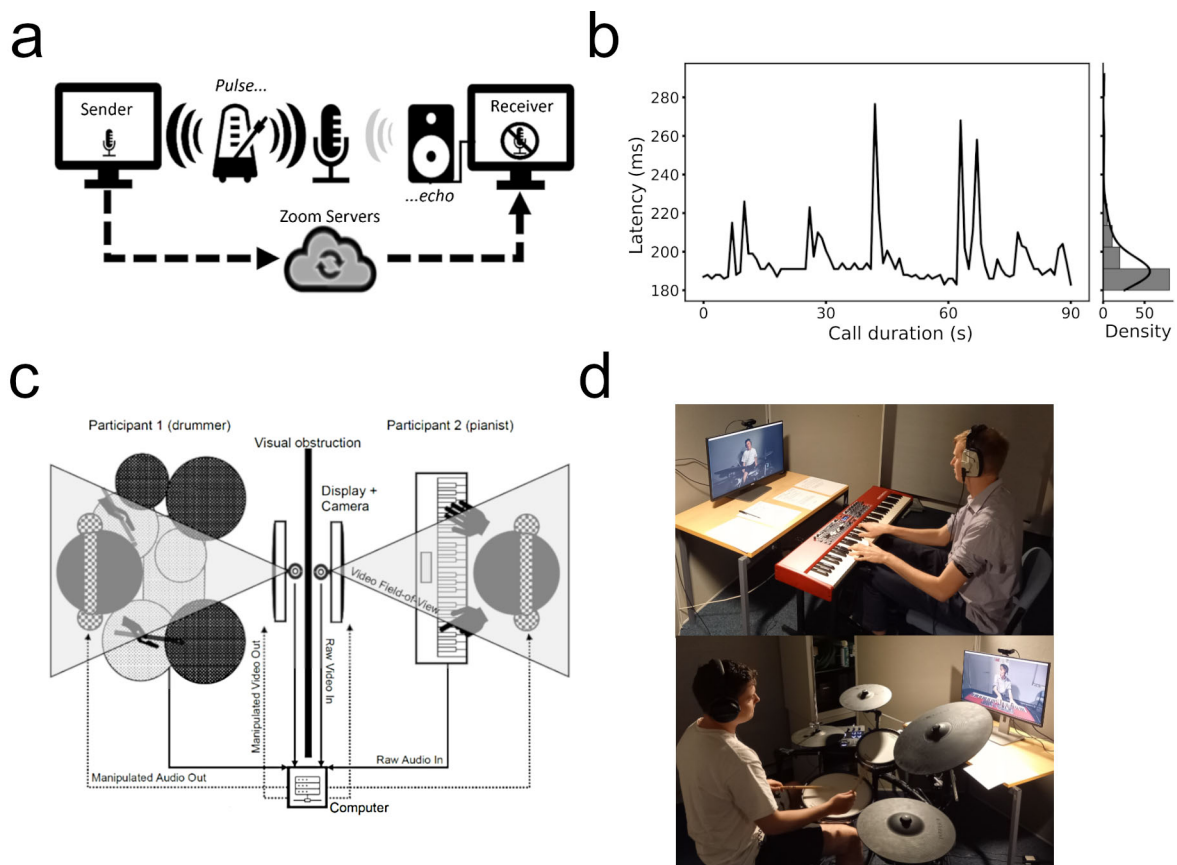 a
Pulse...
Sender
Receiver
...echo
Zoom Servers
b
Latency (ms)
280
260
240
220
200
180
0
30
60
90
Call duration (s)
0
50
Density
c
Participant 1 (drummer)
Participant 2 (pianist)
Visual obstruction
Display +
Camera
Video Field-of-View
Manipulated Video Out
Raw Video In
Raw Audio In
Manipulated Audio Out
Computer
d